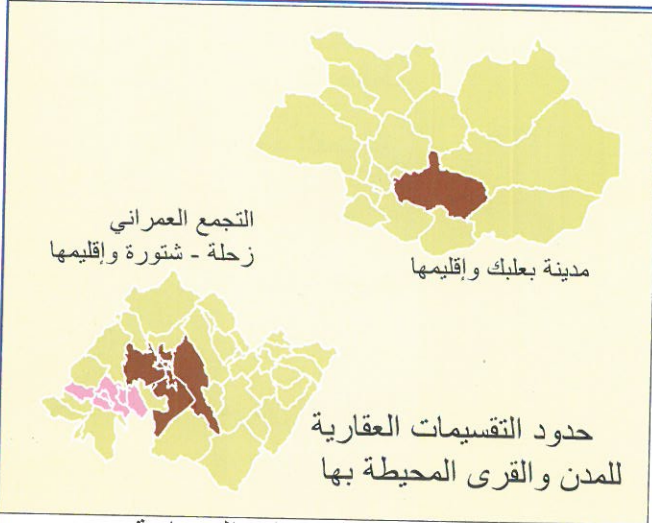 مدينة بعلبك وإقليمها
التجمع العمراني
زحلة - شتورة وإقليمها
حدود التقسيمات العقارية
للمدن والقرى المحيطة بها